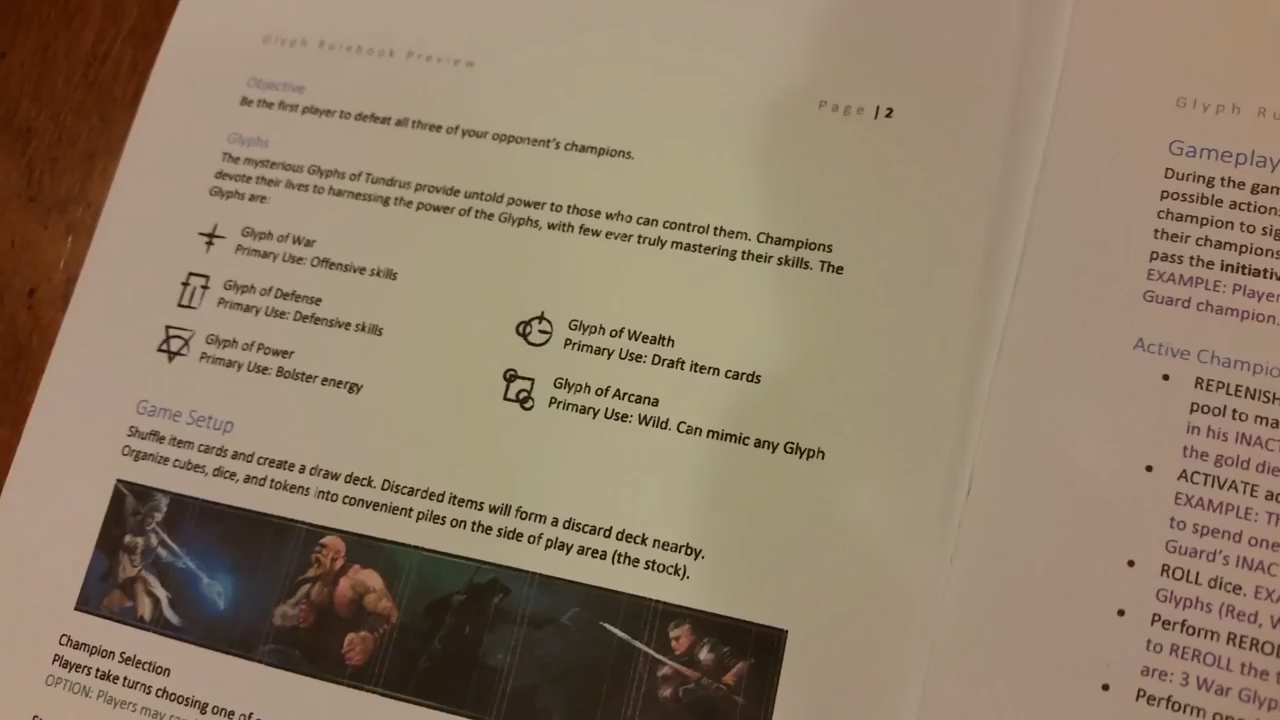 Glyph Rulebook Preview
Page | 2
Objective
Be the first player to defeat all three of your opponent's champions.
Glyphs
The mysterious Glyphs of Tundrus provide untold power to those who can control them. Champions
devote their lives to harnessing the power of the Glyphs, with few ever truly mastering their skills. The
Glyphs are:
Glyph of War
Primary Use: Offensive skills
Glyph of Defense
Primary Use: Defensive skills
Glyph of Power
Primary Use: Bolster energy
Glyph of Wealth
Primary Use: Draft item cards
Glyph of Arcana
Primary Use: Wild. Can mimic any Glyph
Game Setup
Shuffle item cards and create a draw deck. Discarded items will form a discard deck nearby.
Organize cubes, dice, and tokens into convenient piles on the side of play area (the stock).
Champion Selection
Players take turns choosing one of
OPTION: Players may
Glyph Ru
Gameplay
During the gam
possible action
champion to sig
their champions
pass the initiativ
EXAMPLE: Player
Guard champion.
Active Champio
REPLENISH
pool to ma
in his INAC
the gold die
ACTIVATE ac
EXAMPLE: Th
to spend one
Guard's INAC
ROLL dice. EXA
Glyphs (Red, W
Perform REROL
to REROLL the
are: 3 War Glyp
Perform